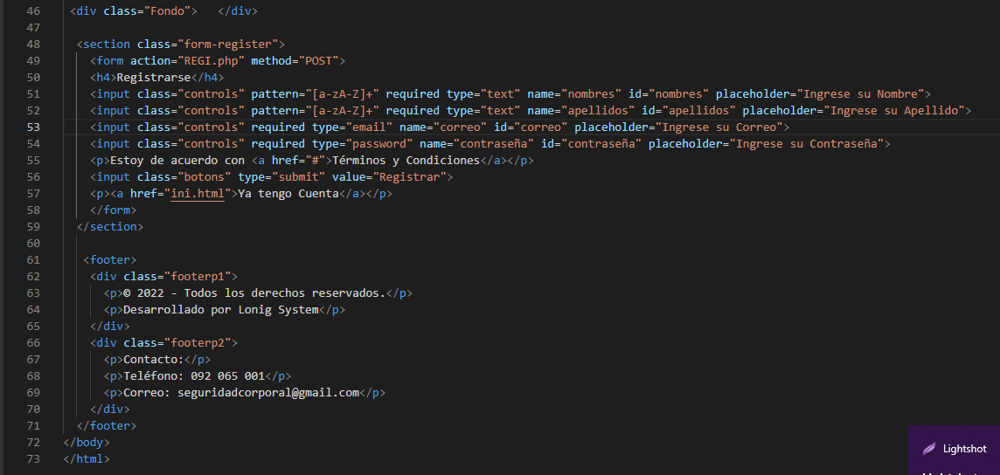 46 <div class="Fondo">   </div>
47
48 <section class="form-register">
49 <form action="REGI.php" method="POST">
50 <h4>Registrarse</h4>
51 <input class="controls" pattern="[a-zA-Z]+" required type="text" name="nombres" id="nombres" placeholder="Ingrese su Nombre">
52 <input class="controls" pattern="[a-zA-Z]+" required type="text" name="apellidos" id="apellidos" placeholder="Ingrese su Apellido">
53 <input class="controls" required type="email" name="correo" id="correo" placeholder="Ingrese su Correo">
54 <input class="controls" required type="password" name="contraseña" id="contraseña" placeholder="Ingrese su Contraseña">
55 <p>Estoy de acuerdo con <a href="#">Términos y Condiciones</a></p>
56 <input class="botons" type="submit" value="Registrar">
57 <p><a href="ini.html">Ya tengo Cuenta</a></p>
58 </form>
59 </section>
60
61 <footer>
62 <div class="footerp1">
63 <p>© 2022 - Todos los derechos reservados.</p>
64 <p>Desarrollado por Lonig System</p>
65 </div>
66 <div class="footerp2">
67 <p>Contacto:</p>
68 <p>Teléfono: 092 065 001</p>
69 <p>Correo: seguridadcorporal@gmail.com</p>
70 </div>
71 </footer>
72 </body>
73 </html>
Lightshot